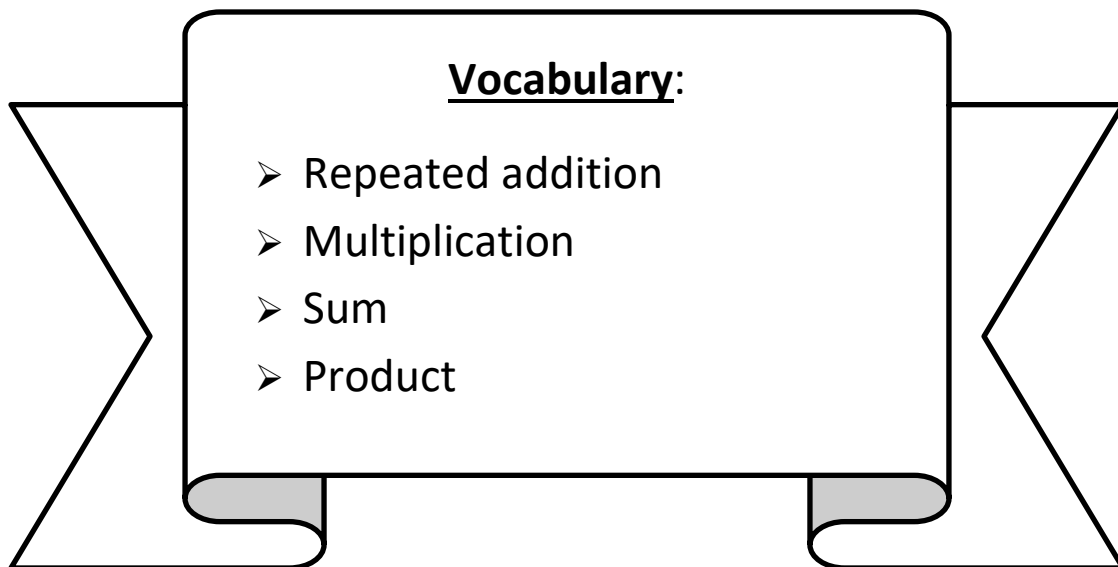 Vocabulary:
➢ Repeated addition
➢ Multiplication
➢ Sum
➢ Product